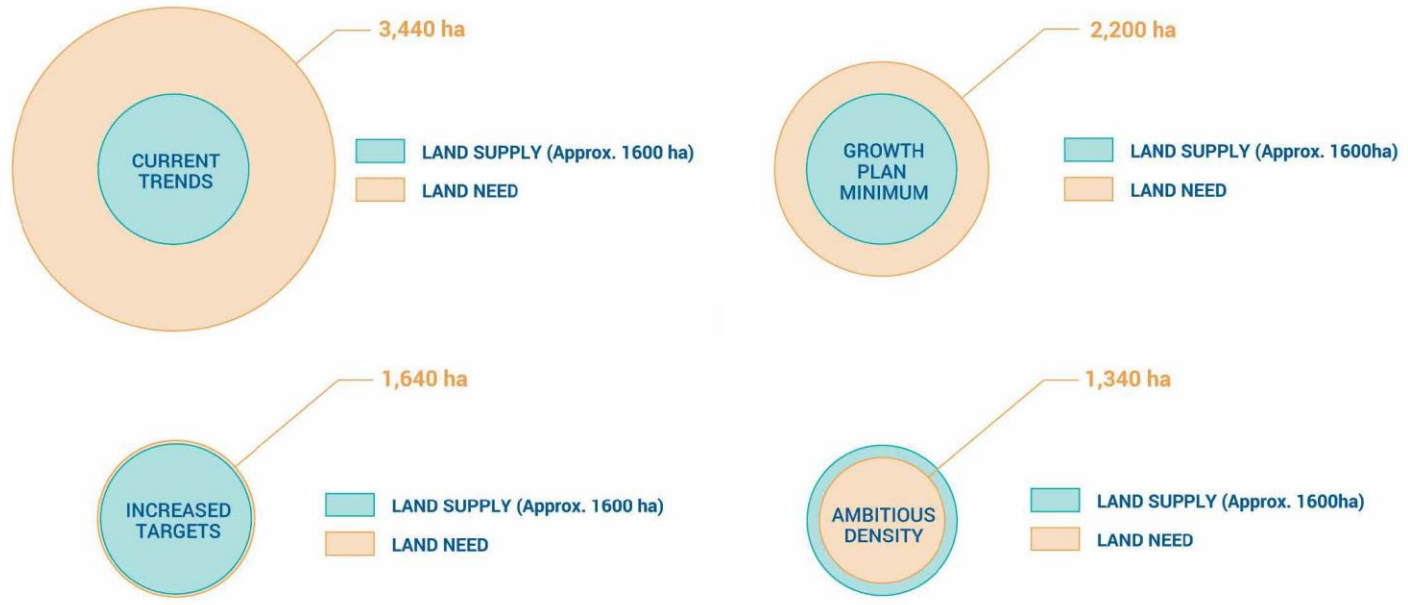 3,440 ha
CURRENT
TRENDS
LAND SUPPLY (Approx. 1600 ha)
LAND NEED
2,200 ha
GROWTH
PLAN
MINIMUM
LAND SUPPLY (Approx. 1600ha)
LAND NEED
1,640 ha
INCREASED
TARGETS
LAND SUPPLY (Approx. 1600 ha)
LAND NEED
1,340 ha
AMBITIOUS
DENSITY
LAND SUPPLY (Approx. 1600ha)
LAND NEED